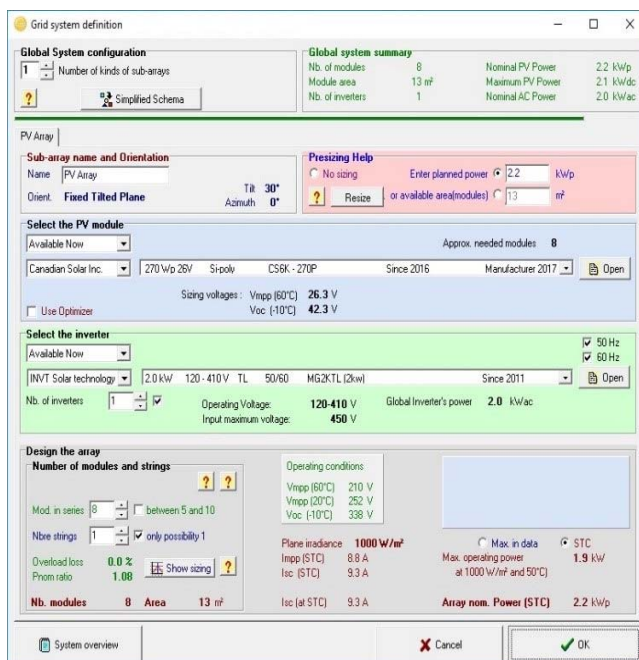 Grid system definition
Global System configuration
1 Number of kinds of sub-arrays
? Simplified Schema
Global system summary
Nb. of modules 8 Nominal PV Power 2.2 kWp
Module area 13 m² Maximum PV Power 2.1 kWdc
Nb. of inverters 1 Nominal AC Power 2.0 kWac
PV Array
Sub-array name and Orientation
Name PV Array
Orient. Fixed Tilted Plane Tilt 30°
Azimuth 0°
Presizing Help
No sizing Enter planned power 2.2 kWp
? Resize , or available area(modules) 13 m²
Select the PV module
Available Now Approx. needed modules 8
Canadian Solar Inc. 270 Wp 26V Si-poly CS6K - 270P Since 2016 Manufacturer 2017 Open
Sizing voltages : Vmpp (60°C) 26.3 V
Use Optimizer Voc (-10°C) 42.3 V
Select the inverter
Available Now 50 Hz
60 Hz
INVT Solar technology 2.0 kW 120 - 410 V TL 50/60 MG2KTL (2kw) Since 2011 Open
Nb. of inverters 1 Operating Voltage: 120-410 V Global Inverter's power 2.0 kWac
Input maximum voltage: 450 V
Design the array
Number of modules and strings
? ?
Mod. in series 8 between 5 and 10
Nbre strings 1 only possibility 1
Overload loss 0.0 %
Pnom ratio 1.08 Show sizing ?
Nb. modules 8 Area 13 m²
Operating conditions
Vmpp (60°C) 210 V
Vmpp (20°C) 252 V
Voc (-10°C) 338 V
Plane irradiance 1000 W/m²
Impp (STC) 8.8 A
Isc (STC) 9.3 A
Isc (at STC) 9.3 A
Max. in data STC
Max. operating power 1.9 kW
at 1000 W/m² and 50°C)
Array nom. Power (STC) 2.2 kWp
System overview Cancel OK